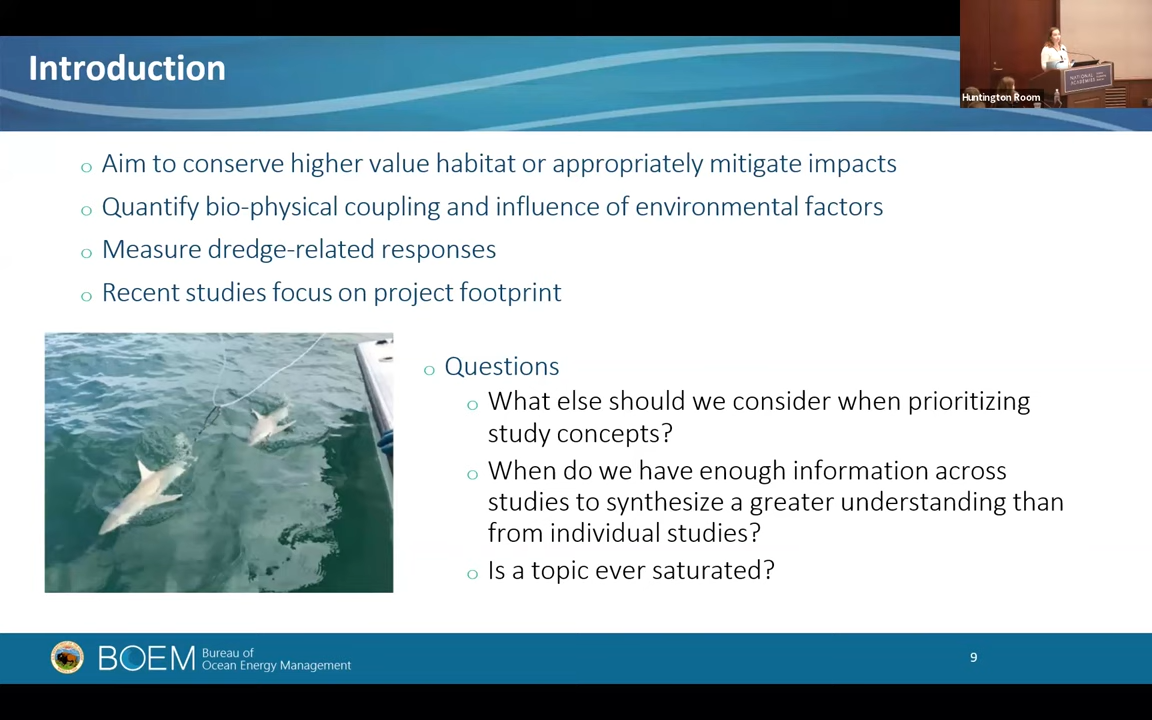 Introduction
Huntington Room
NATIONAL
ACADEMIES
o Aim to conserve higher value habitat or appropriately mitigate impacts
o Quantify bio-physical coupling and influence of environmental factors
o Measure dredge-related responses
o Recent studies focus on project footprint
o Questions
o What else should we consider when prioritizing
study concepts?
o When do we have enough information across
studies to synthesize a greater understanding than
from individual studies?
o Is a topic ever saturated?
BOEM
Bureau of
Ocean Energy Management
9